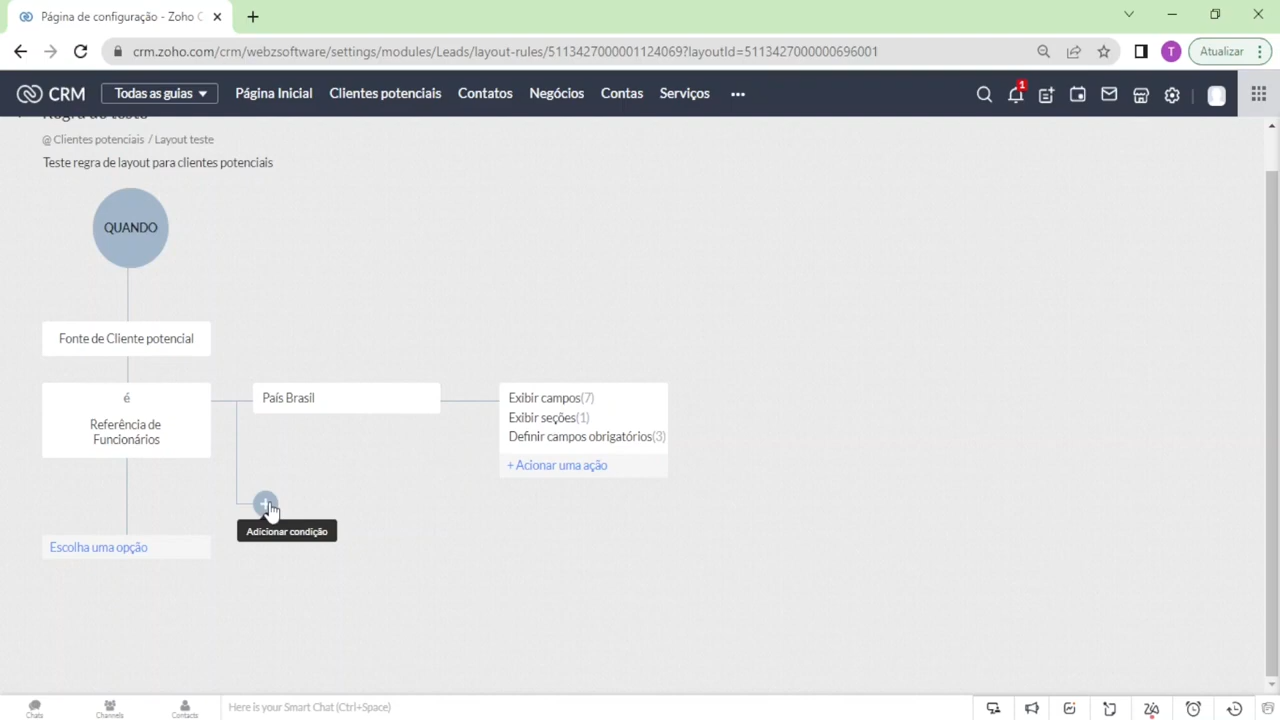 Página de configuração - Zoho C
crm.zoho.com/crm/webzsoftware/settings/modules/Leads/layout-rules/5113427000001124069?layoutId=5113427000000696001
T
Atualizar
CRM
Todas as guias
Página Inicial
Clientes potenciais
Contatos
Negócios
Contas
Serviços
1
@ Clientes potenciais / Layout teste
Teste regra de layout para clientes potenciais
QUANDO
Fonte de Cliente potencial
é
Referência de
Funcionários
País Brasil
Exibir campos(7)
Exibir seções(1)
Definir campos obrigatórios(3)
+ Acionar uma ação
Adicionar condição
Escolha uma opção
Chats
Channels
Contacts
Here is your Smart Chat (Ctrl+Space)